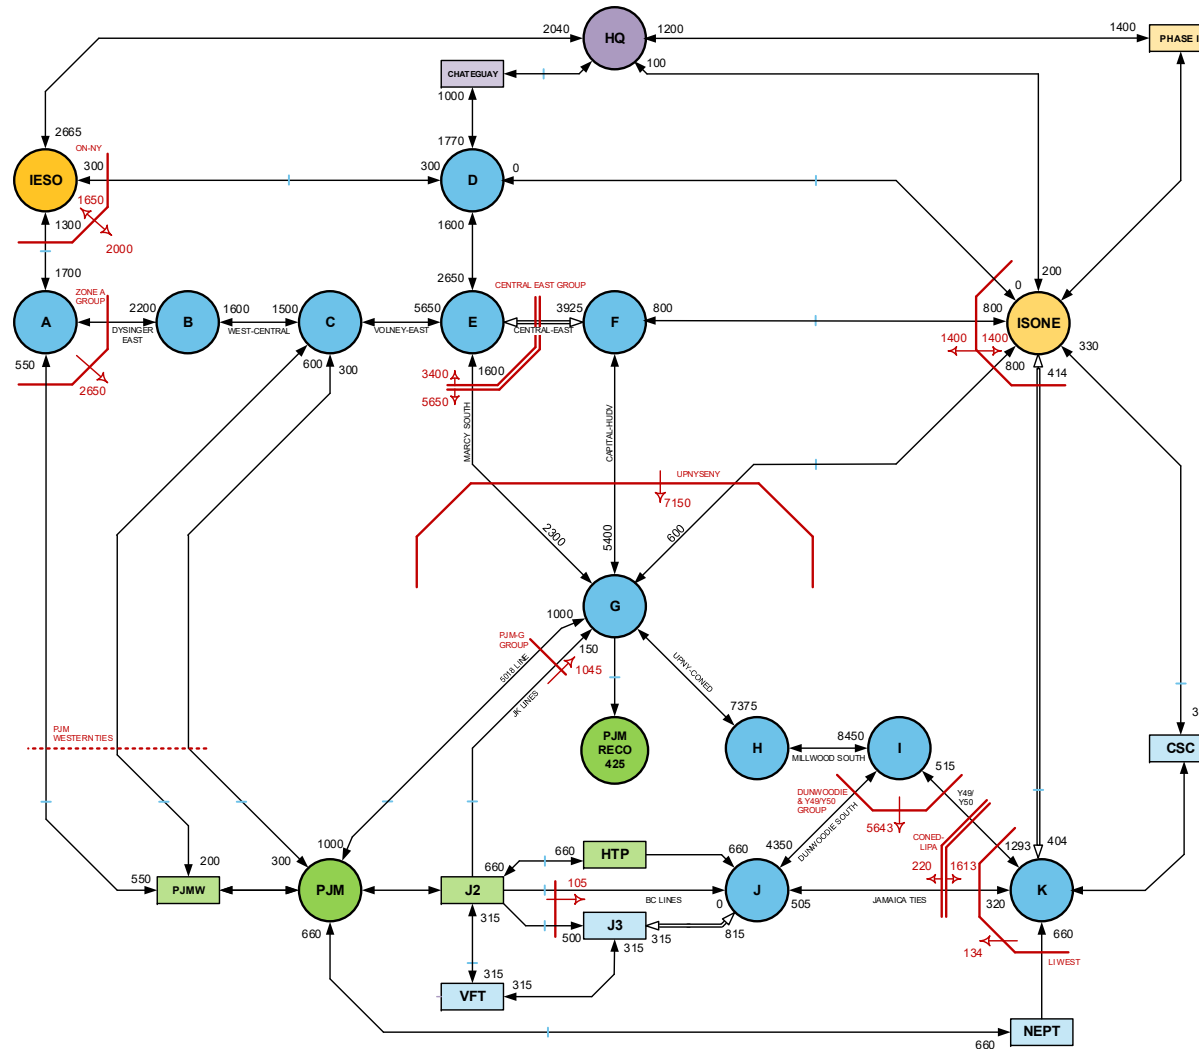 2040
HQ
1200
1400
PHASE I
CHATEGUAY
100
1000
2665
ON-NY
1770
IESO
300
300
D
0
1650
1300
2000
1600
1700
2650
200
0
ZONE A
GROUP
CENTRAL EAST GROUP
A
2200
B
1600
1500
C
5650
E
3925
F
800
800
ISONE
DYSINGER
EAST
WEST-CENTRAL
VOLNEY-EAST
CENTRAL-EAST
550
2650
600
300
3400
5650
1600
1400
1400
800
414
330
MARCY SOUTH
CAPITAL-HUDV
UPNYSENY
7150
2300
5400
600
G
1000
150
PJM-G
GROUP
1045
5018 LINE
JK LINES
UPNY-CONED
PJM
WESTERN TIES
PJM
RECO
425
7375
H
8450
I
MILLWOOD SOUTH
515
3
CSC
DUNWOODIE
& Y49/Y50
GROUP
DUNWOODIE SOUTH
5643
Y49/
Y50
CONED-
LIPA
1000
660
HTP
660
4350
1293
404
550
200
PJMW
300
PJM
660
J2
105
BC LINES
J
0
505
JAMAICA TIES
220
1613
320
K
660
315
500
J3
315
815
660
134
LI WEST
315
315
VFT
315
NEPT
660